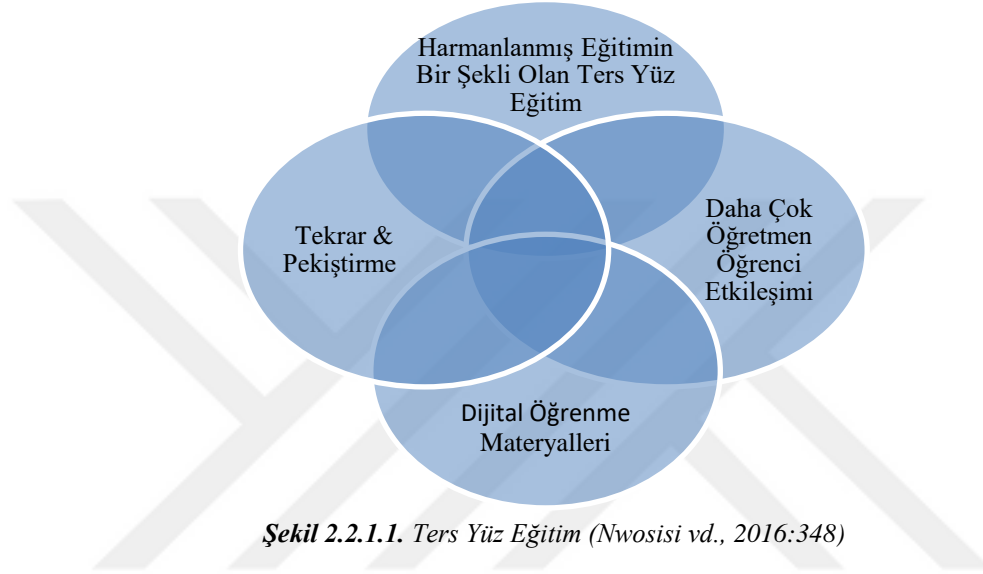 Harmanlanmış Eğitimin
Bir Şekli Olan Ters Yüz
Eğitim
Tekrar &
Pekiştirme
Daha Çok
Öğretmen
Öğrenci
Etkileşimi
Dijital Öğrenme
Materyalleri
Şekil 2.2.1.1. Ters Yüz Eğitim (Nwosisi vd., 2016:348)